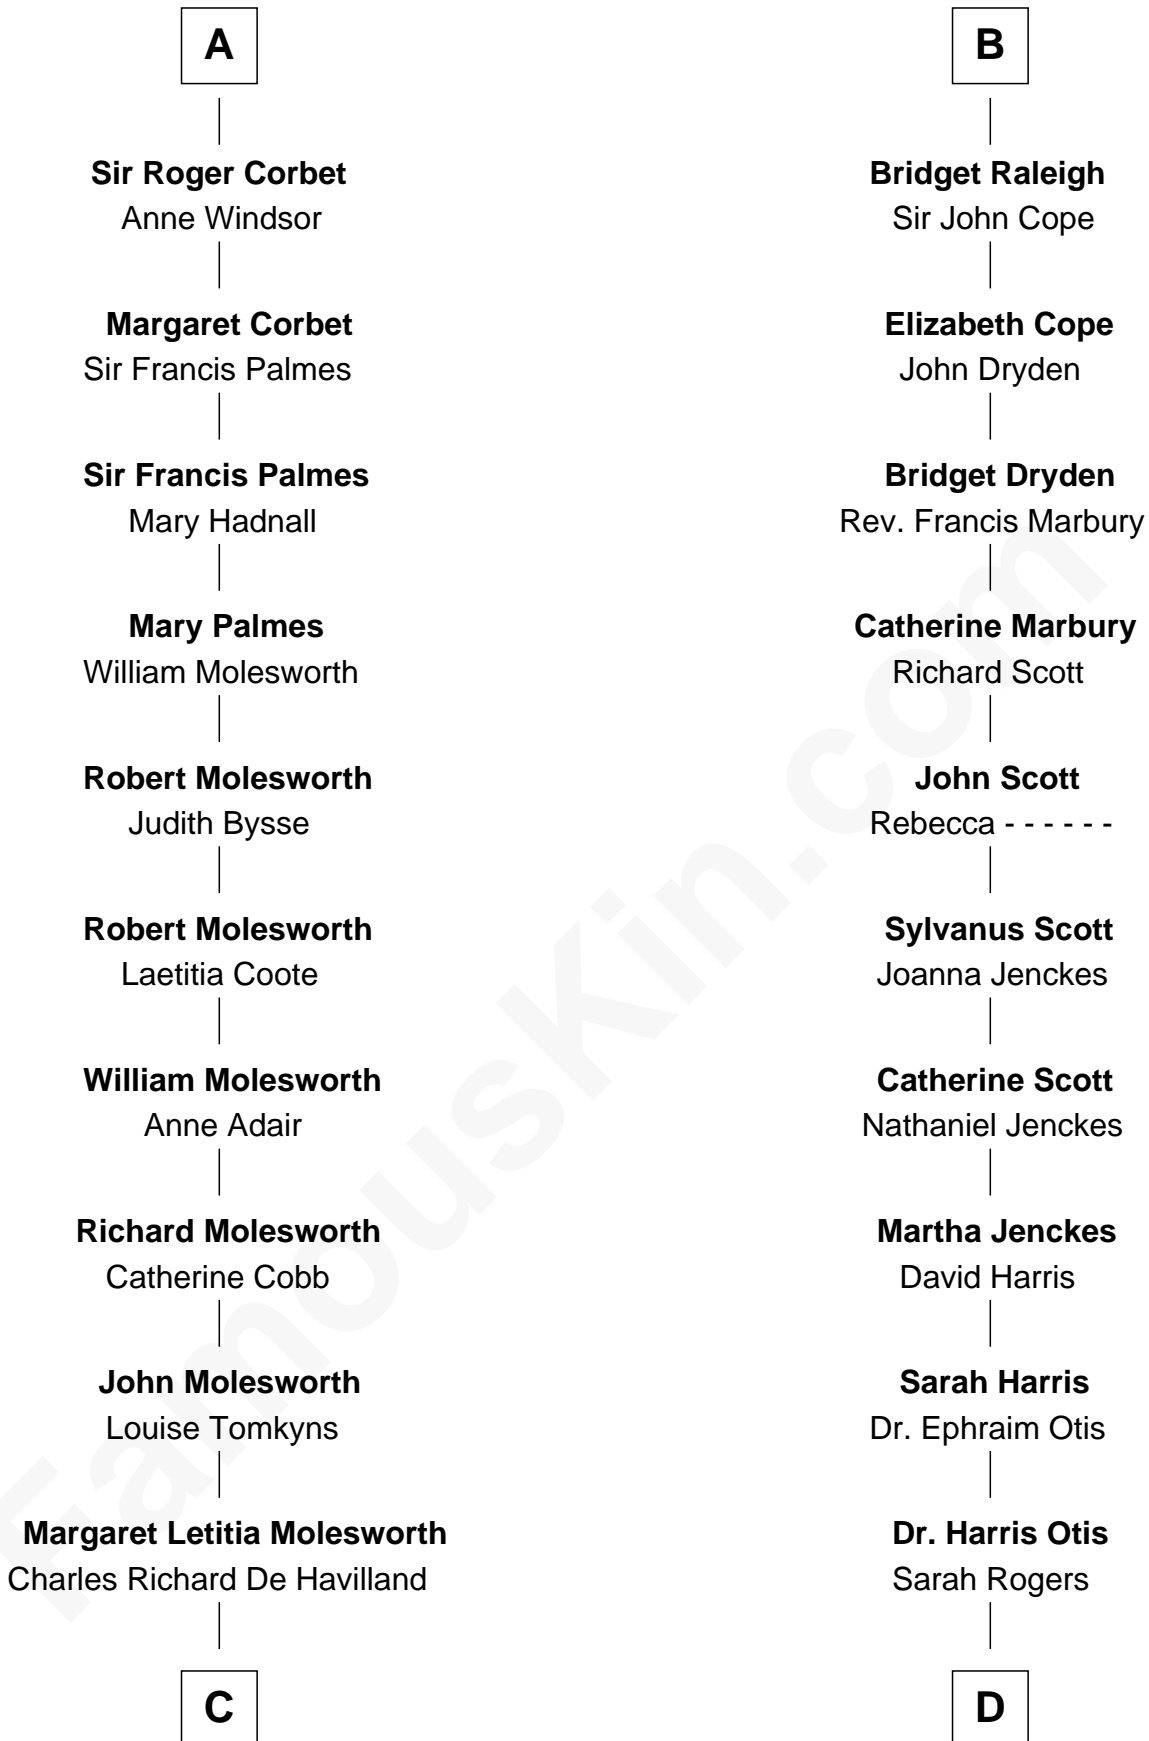 A
Sir Roger Corbet
Anne Windsor
Margaret Corbet
Sir Francis Palmes
Sir Francis Palmes
Mary Hadnall
Mary Palmes
William Molesworth
Robert Molesworth
Judith Bysse
Robert Molesworth
Laetitia Coote
William Molesworth
Anne Adair
Richard Molesworth
Catherine Cobb
John Molesworth
Louise Tomkyns
Margaret Letitia Molesworth
Charles Richard De Havilland
C
B
Bridget Raleigh
Sir John Cope
Elizabeth Cope
John Dryden
Bridget Dryden
Rev. Francis Marbury
Catherine Marbury
Richard Scott
John Scott
Rebecca - - - - - -
Sylvanus Scott
Joanna Jenckes
Catherine Scott
Nathaniel Jenckes
Martha Jenckes
David Harris
Sarah Harris
Dr. Ephraim Otis
Dr. Harris Otis
Sarah Rogers
D
FamousKin.com